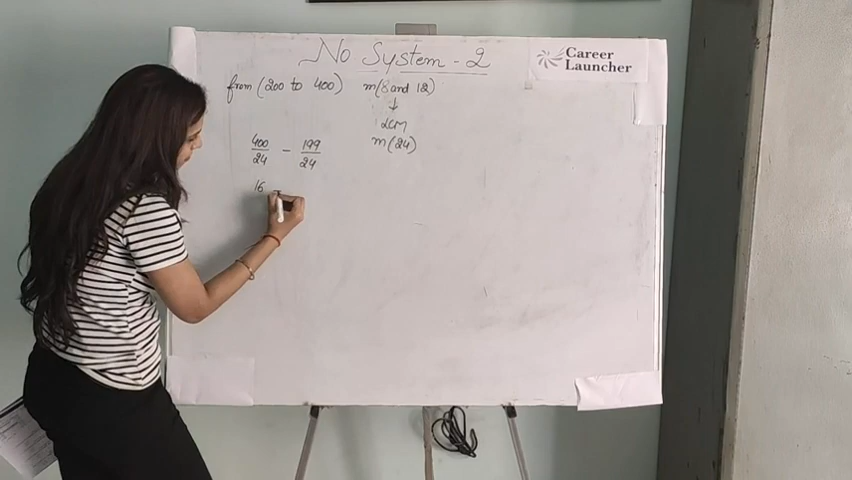 No System - 2
Career
Launcher
from (200 to 400) m(8 and 12)
↓
LCM
m(24)
400/24 - 199/24
16 -